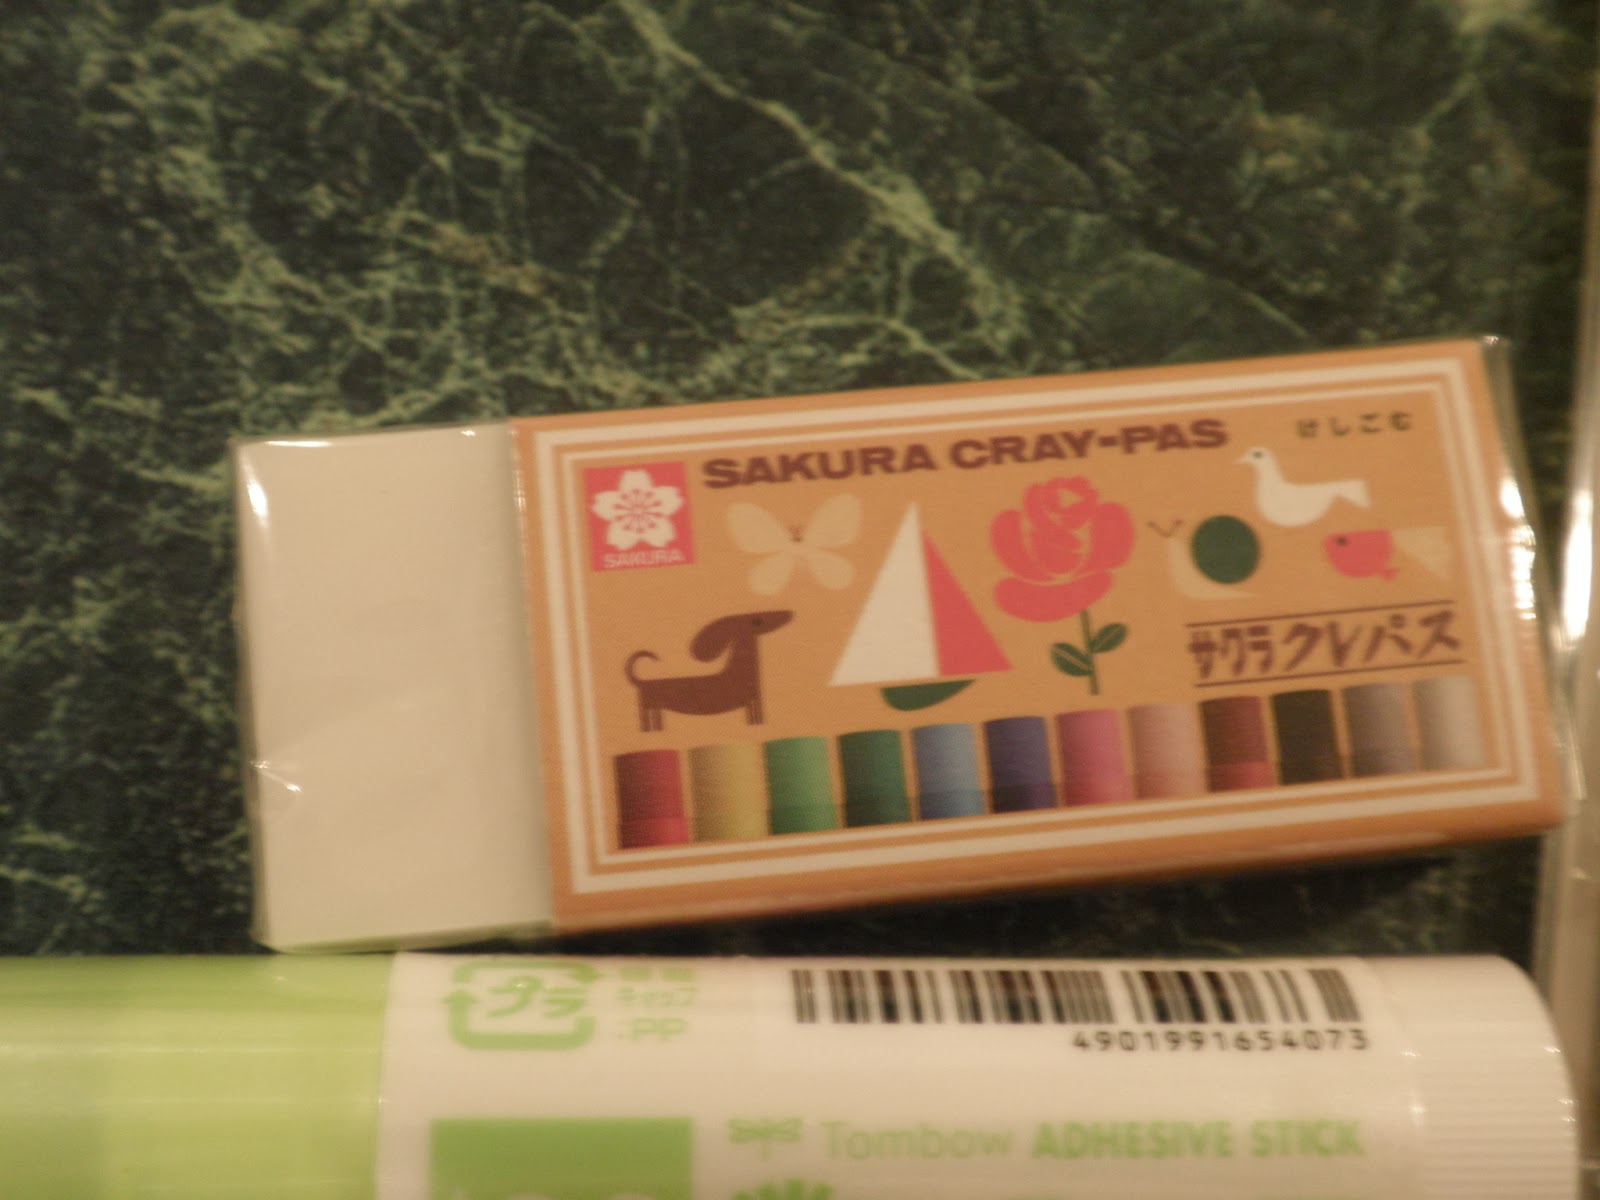 SAKURA CRAY-PAS
けしごむ
SAKURA
サクラクレパス
プラ
キャップ
:PP
4901991654073
Tombow ADHESIVE STICK